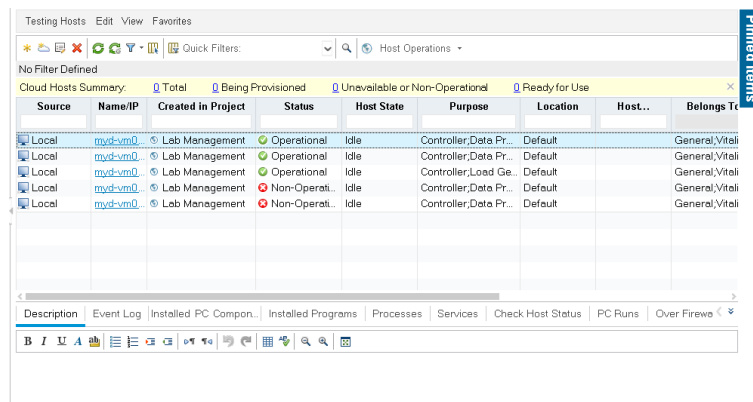 Testing Hosts Edit View Favorites
Pinned Items
Quick Filters: Host Operations
No Filter Defined
Cloud Hosts Summary: 0 Total 0 Being Provisioned 0 Unavailable or Non-Operational 0 Ready for Use
Source Name/IP Created in Project Status Host State Purpose Location Host... Belongs To
Local myd-vm0... Lab Management Operational Idle Controller;Data Pr... Default General;Vitali
Local myd-vm0... Lab Management Operational Idle Controller;Data Pr... Default General;Vitali
Local myd-vm0... Lab Management Operational Idle Controller;Load Ge... Default General;Vitali
Local myd-vm0... Lab Management Non-Operati... Idle Controller;Data Pr... Default General;Vitali
Local myd-vm0... Lab Management Non-Operati... Idle Controller;Data Pr... Default General;Vitali
Description Event Log Installed PC Compon... Installed Programs Processes Services Check Host Status PC Runs Over Firewa
B I U A ab